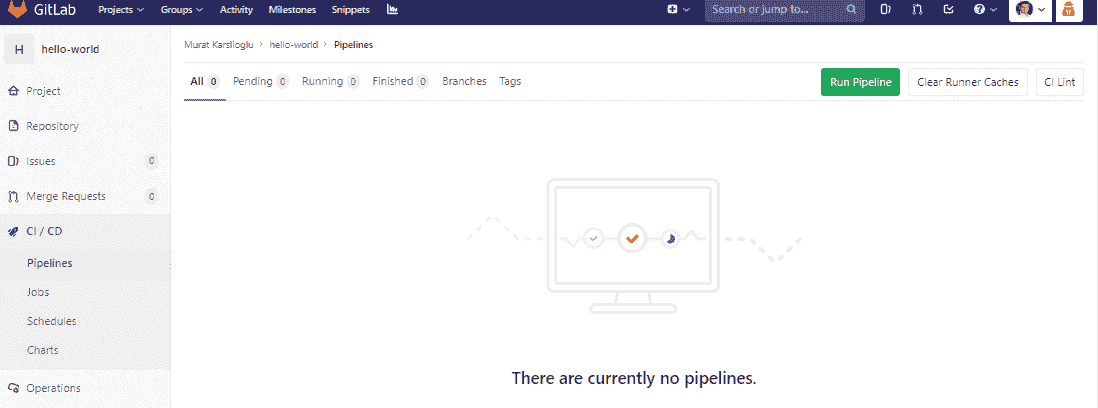 GitLab Projects Groups Activity Milestones Snippets Search or jump to...
H hello-world
Murat Karslioglu › hello-world › Pipelines
All 0 Pending 0 Running 0 Finished 0 Branches Tags Run Pipeline Clear Runner Caches CI Lint
Project
Repository
Issues 0
Merge Requests 0
CI / CD
Pipelines
Jobs
Schedules
Charts
Operations
There are currently no pipelines.